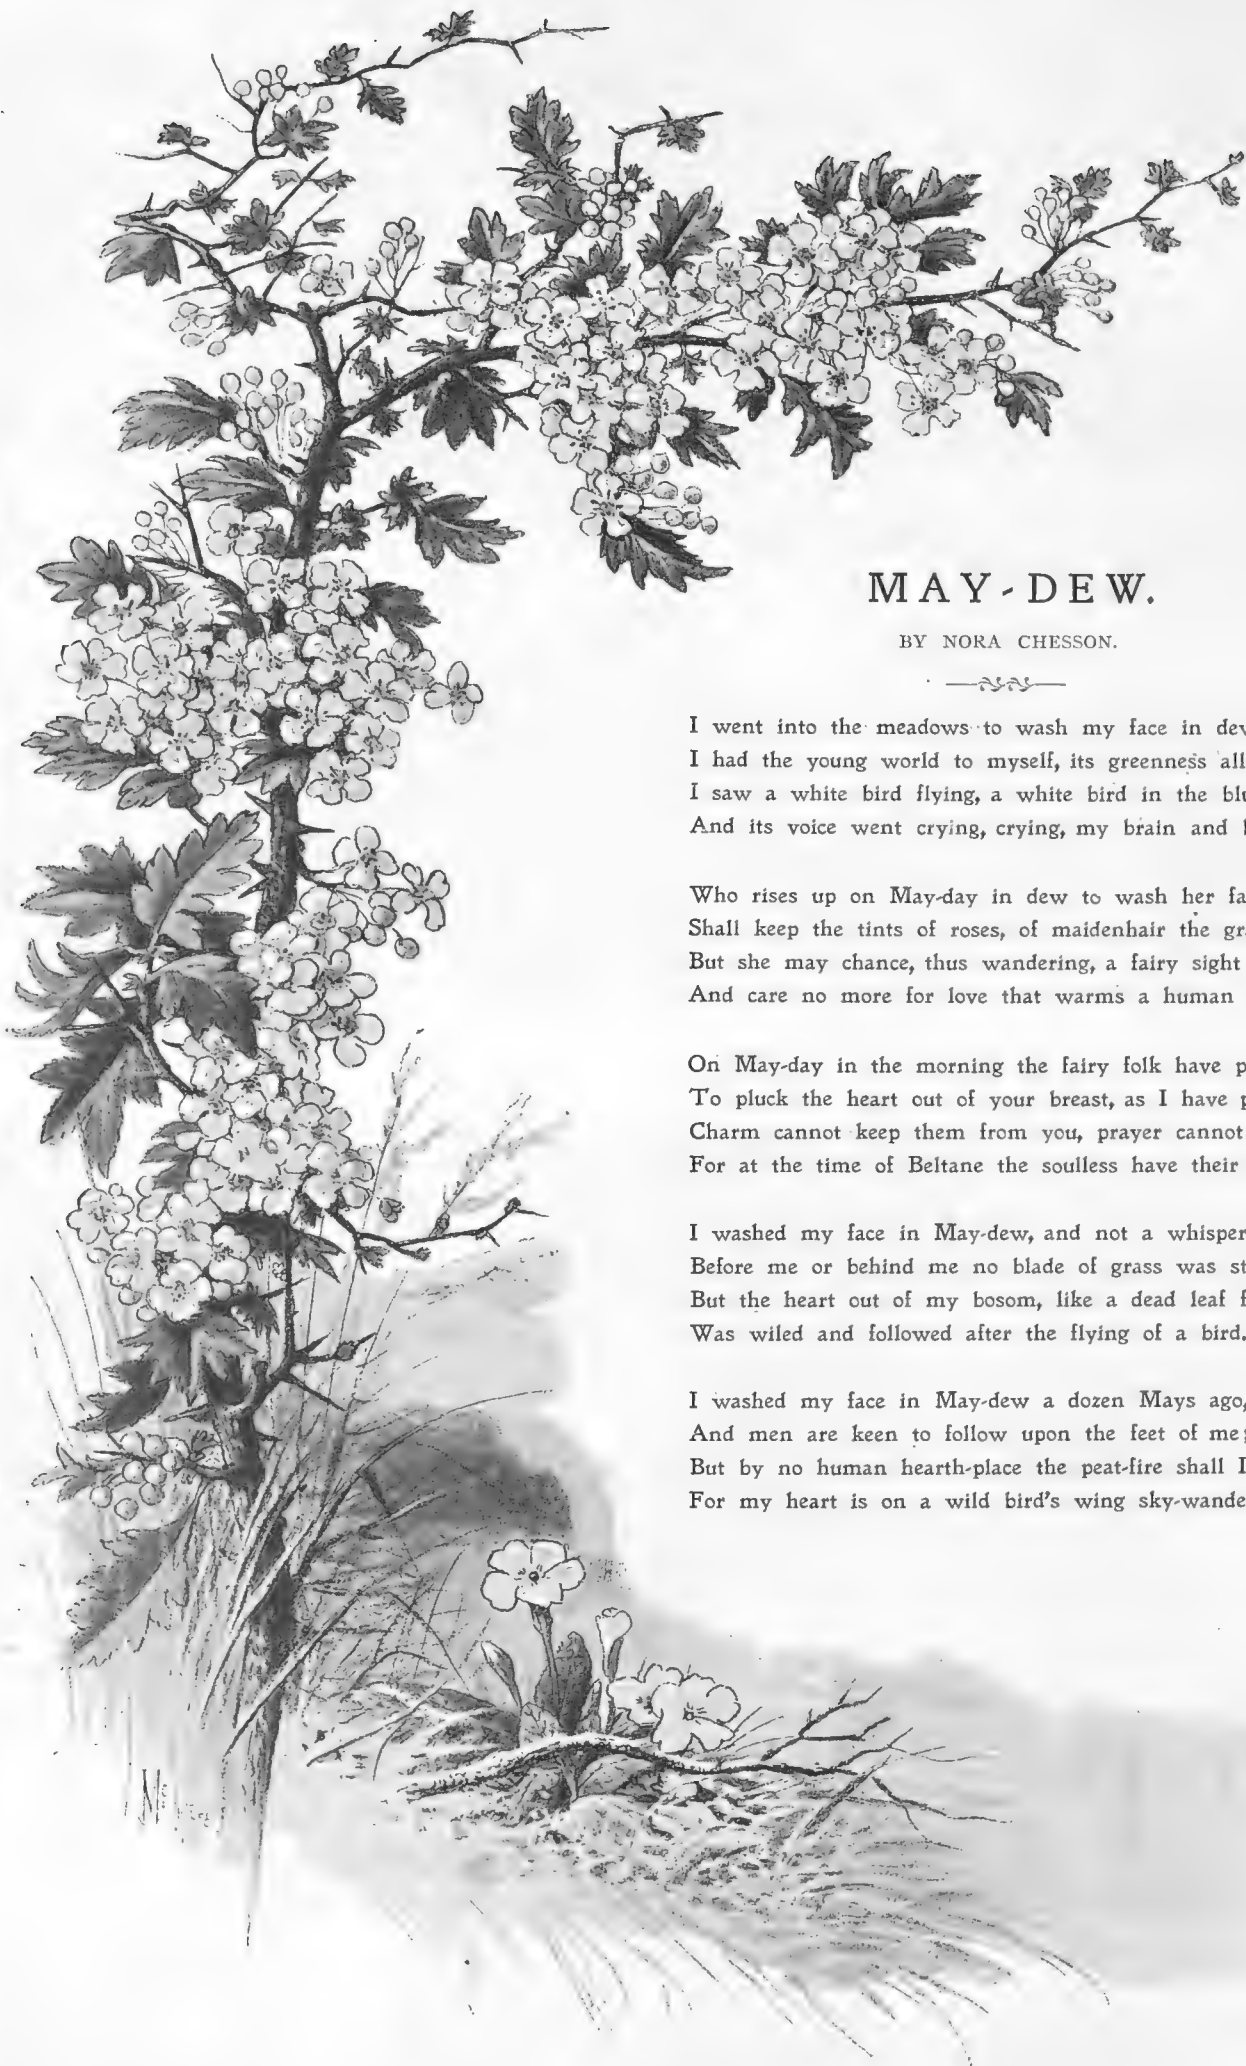 MAY-DEW.
BY NORA CHESSON.
I went into the meadows to wash my face in
I had the young world to myself, its greenness all
I saw a white bird flying, a white bird in the
And its voice went crying, crying, my brain and
Who rises up on May-day in dew to wash her
Shall keep the tints of roses, of maidenhair the
But she may chance, thus wandering, a fairy sight
And care no more for love that warms a human
On May-day in the morning the fairy folk have
To pluck the heart out of your breast, as I have
Charm cannot keep them from you, prayer cannot
For at the time of Beltane the soulless have their
I washed my face in May-dew, and not a whisper
Before me or behind me no blade of grass was
But the heart out of my bosom, like a dead leaf
Was wiled and followed after the flying of a bird.
I washed my face in May-dew a dozen Mays ago,
And men are keen to follow upon the feet of me;
But by no human hearth-place the peat-fire shall I
For my heart is on a wild bird's wing